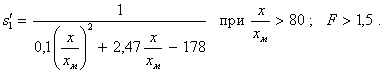 s₁′ = 1 / (0,1(x/xₘ)² + 2,47 x/xₘ − 178) при x/xₘ > 80 ; F > 1,5 .